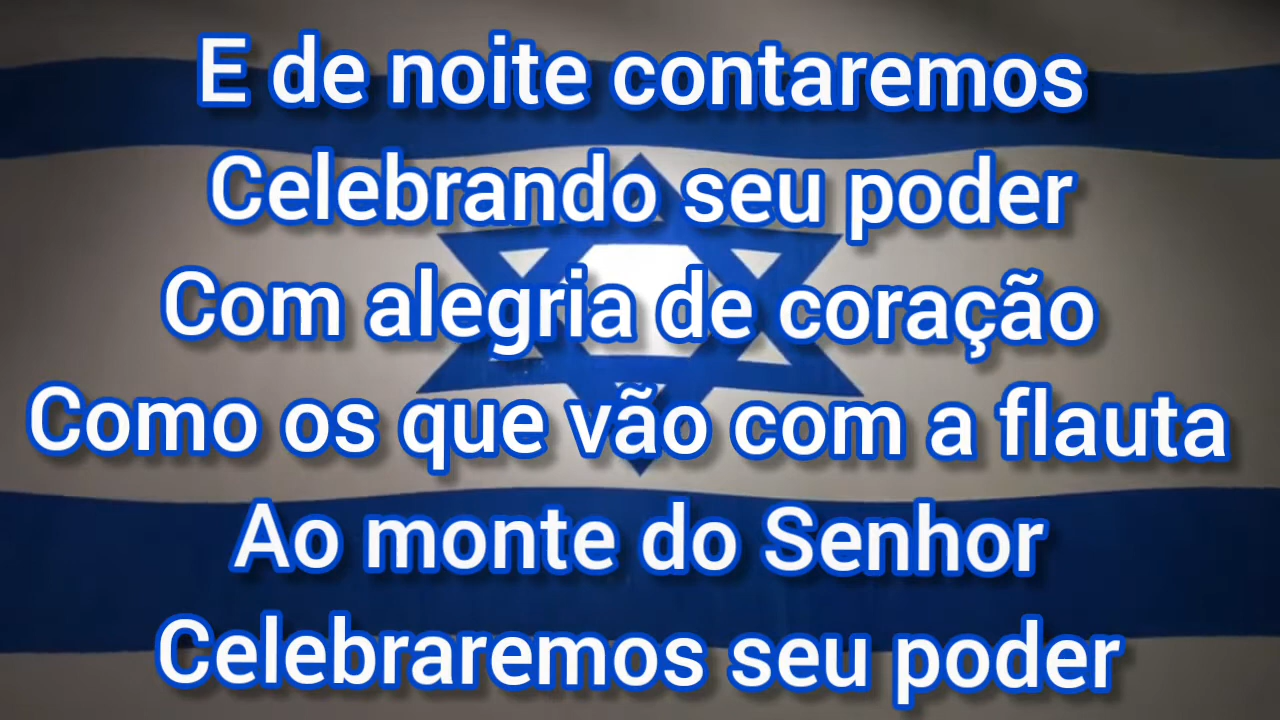 E de noite contaremos
Celebrando seu poder
Com alegria de coração
Como os que vão com a flauta
Ao monte do Senhor
Celebraremos seu poder